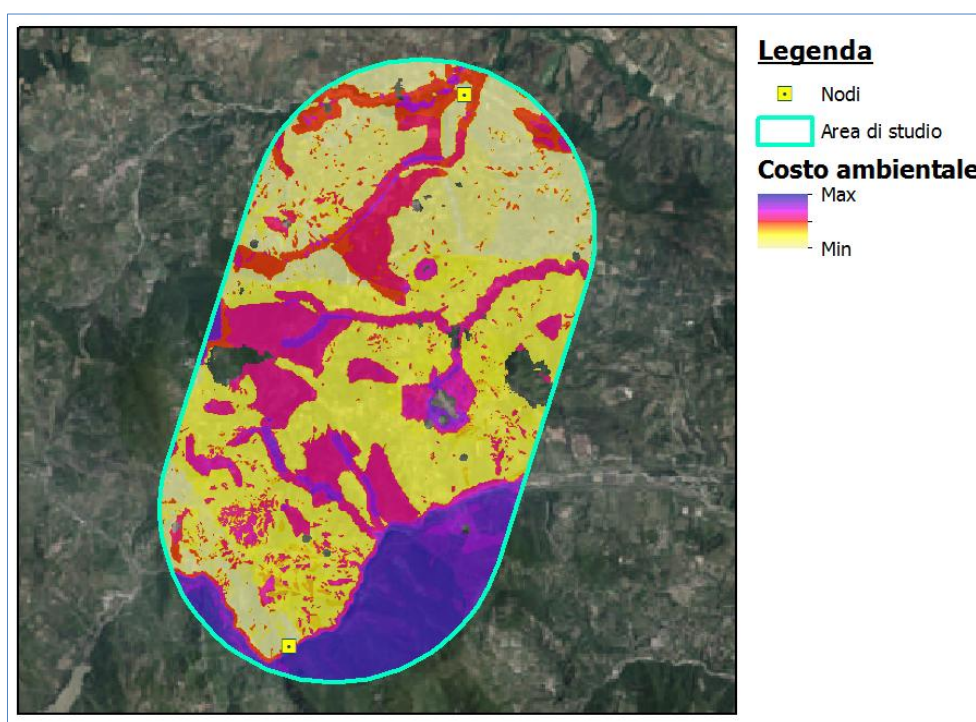 Legenda
Nodi
Area di studio
Costo ambientale
Max
Min